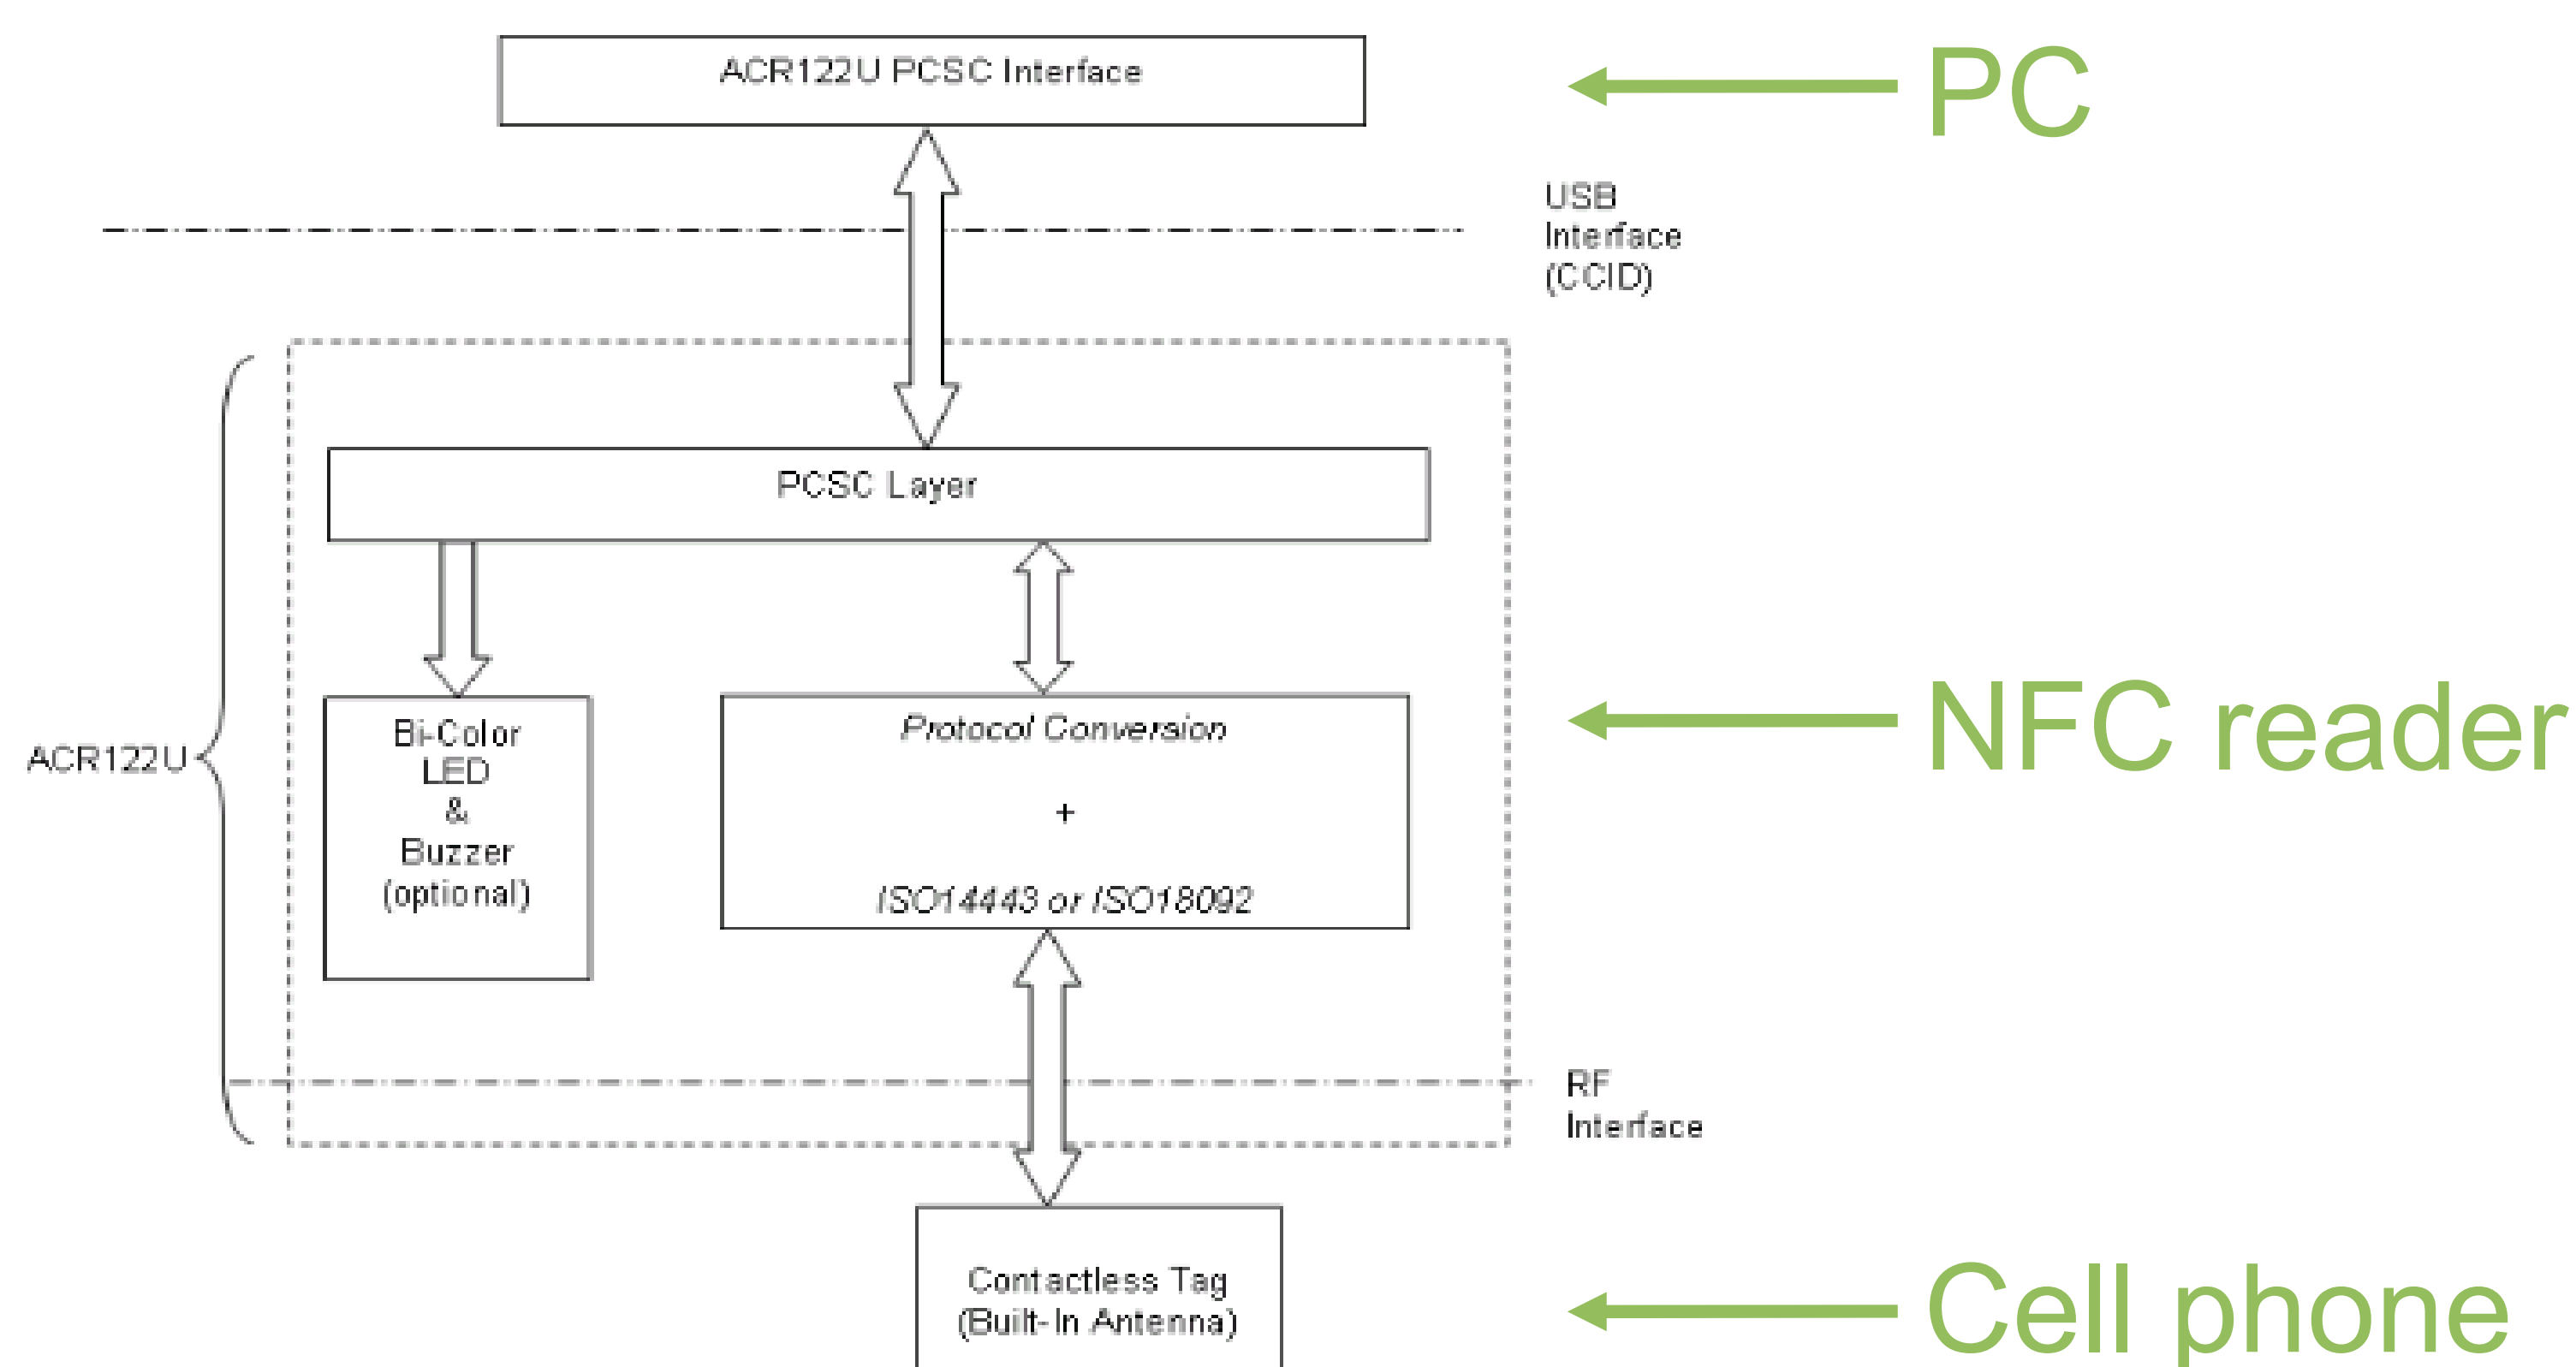 ACR122U PCSC Interface
PC
USB
Interface
(CCID)
PCSC Layer
ACR122U
Bi-Color
LED
&
Buzzer
(optional)
Protocol Conversion
+
ISO14443 or ISO18092
NFC reader
RF
Interface
Contactless Tag
(Built-In Antenna)
Cell phone